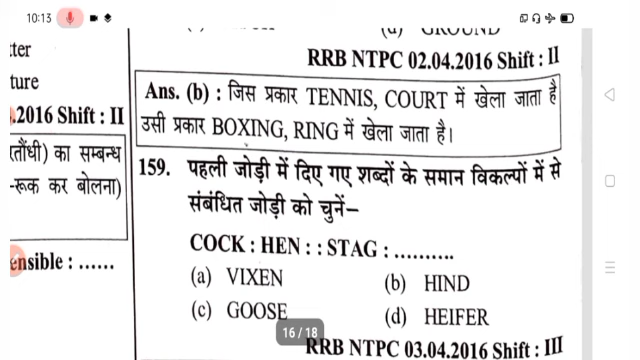 10:13
tter
ture
.2016 Shift : II
रतौंधी) का सम्बन्ध
-रूक कर बोलना)
ensible : ......
(d) GROUND
RRB NTPC 02.04.2016 Shift : II
Ans. (b) : जिस प्रकार TENNIS, COURT में खेला जाता है
उसी प्रकार BOXING, RING में खेला जाता है।
159. पहली जोड़ी में दिए गए शब्दों के समान विकल्पों में से
संबंधित जोड़ी को चुनें–
COCK : HEN : : STAG : ..........
(a) VIXEN (b) HIND
(c) GOOSE (d) HEIFER
16 / 18
RRB NTPC 03.04.2016 Shift : III